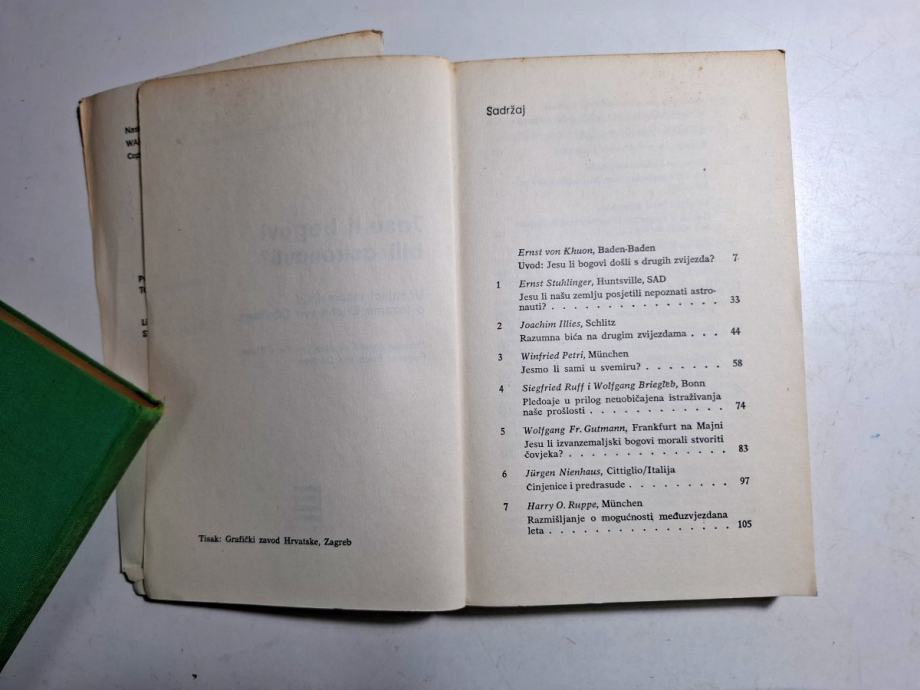 Tisak: Grafički zavod Hrvatske, Zagreb
Sadržaj
Ernst von Khuon, Baden-Baden
Uvod: Jesu li bogovi došli s drugih zvijezda? 7
1 Ernst Stuhlinger, Huntsville, SAD
Jesu li našu zemlju posjetili nepoznati astro-
nauti? . . . . . . . . . . . . . . . 33
2 Joachim Illies, Schlitz
Razumna bića na drugim zvijezdama . . . 44
3 Winfried Petri, München
Jesmo li sami u svemiru? . . . . . . . 58
4 Siegfried Ruff i Wolfgang Briegleb, Bonn
Pledoaje u prilog neuobičajena istraživanja
naše prošlosti . . . . . . . . . . . . 74
5 Wolfgang Fr. Gutmann, Frankfurt na Majni
Jesu li izvanzemaljski bogovi morali stvoriti
čovjeka? . . . . . . . . . . . . . . 83
6 Jürgen Nienhaus, Cittiglio/Italija
Činjenice i predrasude . . . . . . . . 97
7 Harry O. Ruppe, München
Razmišljanje o mogućnosti međuzvjezdana
leta . . . . . . . . . . . . . . . . 105